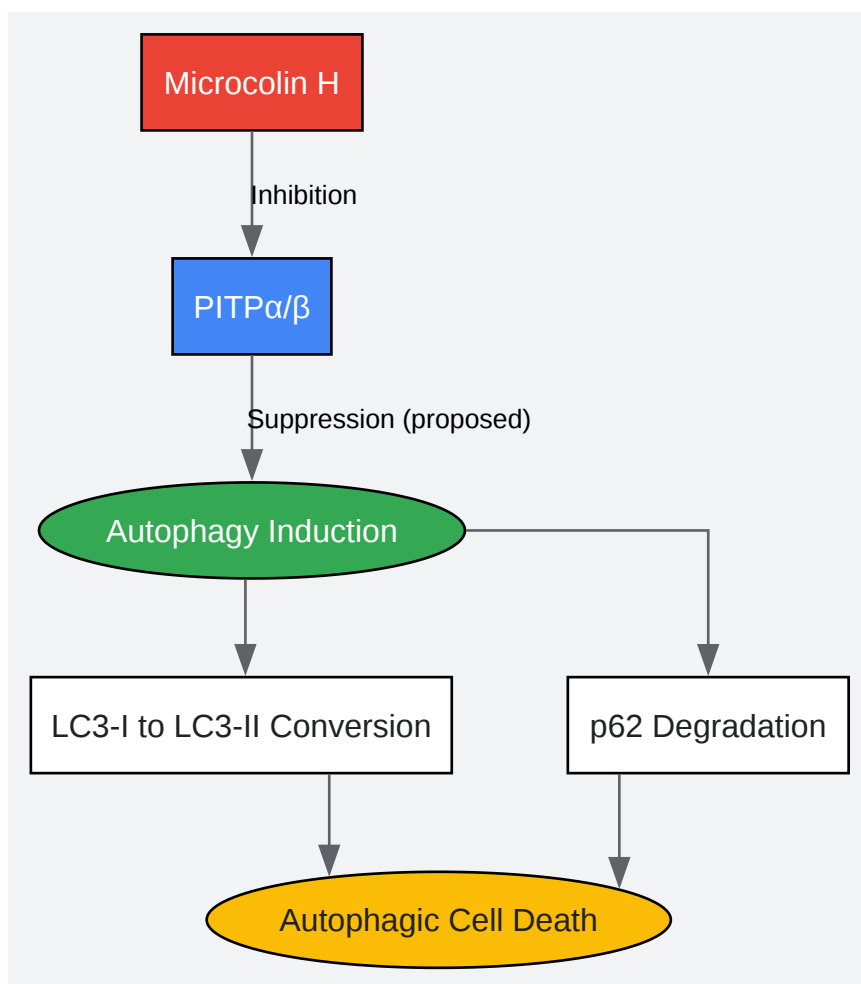 Microcolin H
Inhibition
PITPα/β
Suppression (proposed)
Autophagy Induction
LC3-I to LC3-II Conversion
p62 Degradation
Autophagic Cell Death